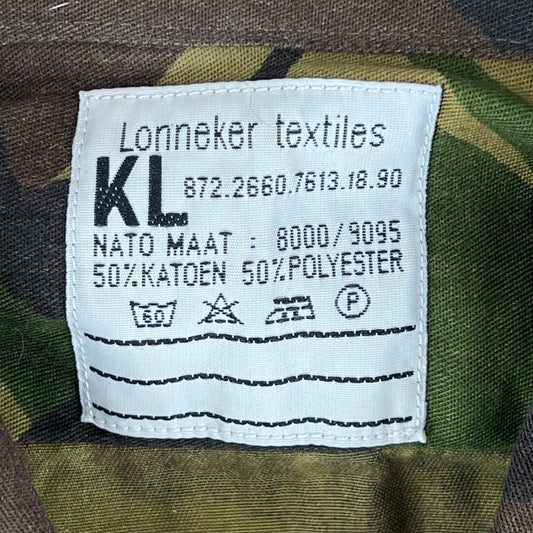 Lonneker textiles
KL 872.2660.7613.18.90
NATO MAAT : 8000/9095
50%KATOEN 50%POLYESTER
60 P